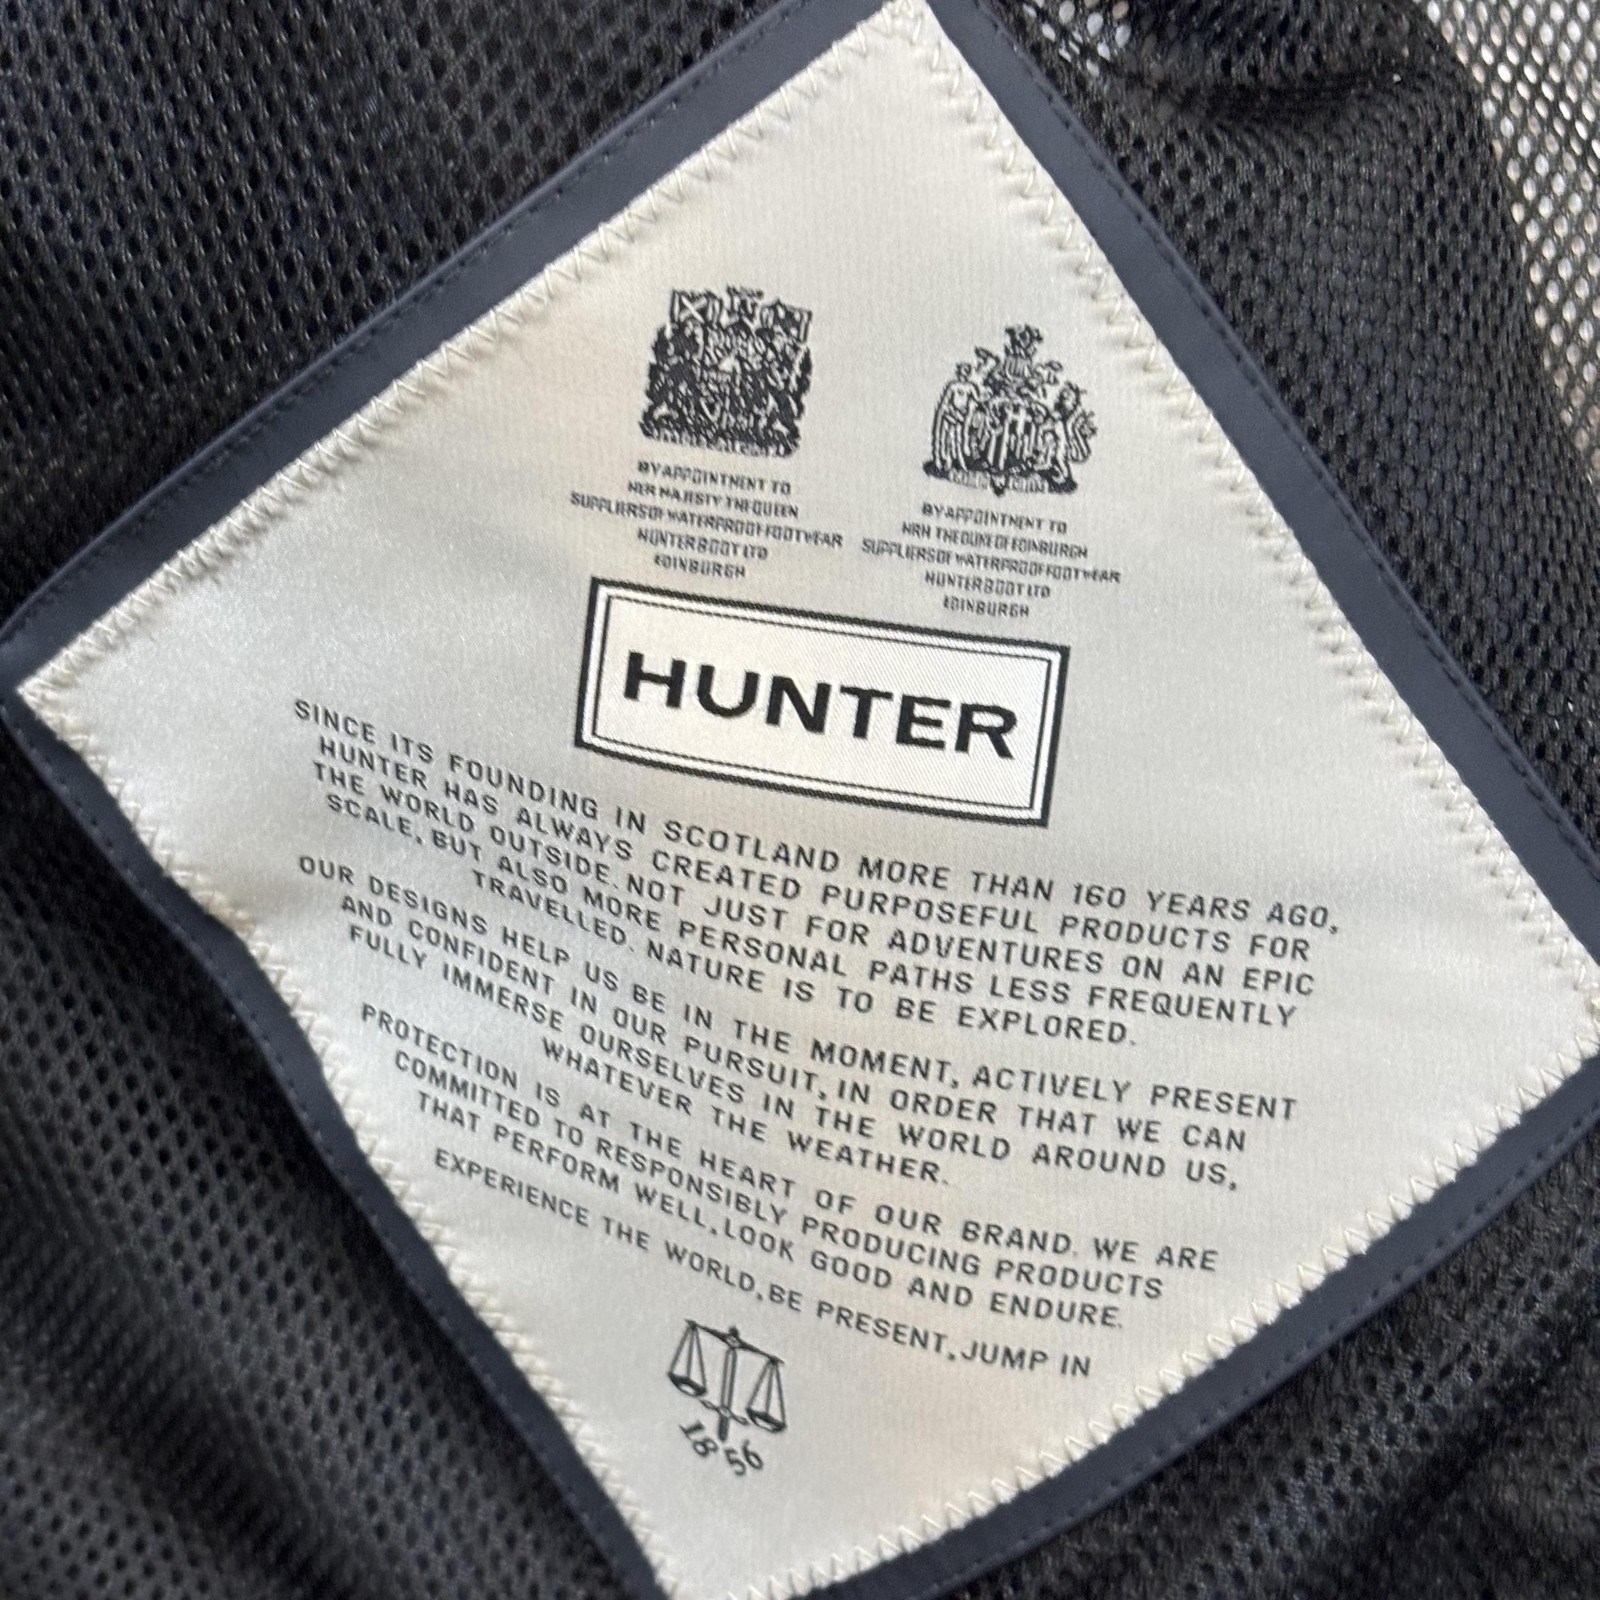 BY APPOINTMENT TO
HER MAJESTY THE QUEEN
SUPPLIERS OF WATERPROOF FOOTWEAR
HUNTER BOOT LTD
EDINBURGH
BY APPOINTMENT TO
HRH THE DUKE OF EDINBURGH
SUPPLIERS OF WATERPROOF FOOTWEAR
HUNTER BOOT LTD
EDINBURGH
HUNTER
SINCE ITS FOUNDING IN SCOTLAND MORE THAN 160 YEARS AGO,
HUNTER HAS ALWAYS CREATED PURPOSEFUL PRODUCTS FOR
THE WORLD OUTSIDE. NOT JUST FOR ADVENTURES ON AN EPIC
SCALE, BUT ALSO MORE PERSONAL PATHS LESS FREQUENTLY
TRAVELLED. NATURE IS TO BE EXPLORED.
OUR DESIGNS HELP US BE IN THE MOMENT, ACTIVELY PRESENT
AND CONFIDENT IN OUR PURSUIT, IN ORDER THAT WE CAN
FULLY IMMERSE OURSELVES IN THE WORLD AROUND US,
WHATEVER THE WEATHER.
PROTECTION IS AT THE HEART OF OUR BRAND. WE ARE
COMMITTED TO RESPONSIBLY PRODUCING PRODUCTS
THAT PERFORM WELL, LOOK GOOD AND ENDURE.
EXPERIENCE THE WORLD, BE PRESENT, JUMP IN
1856